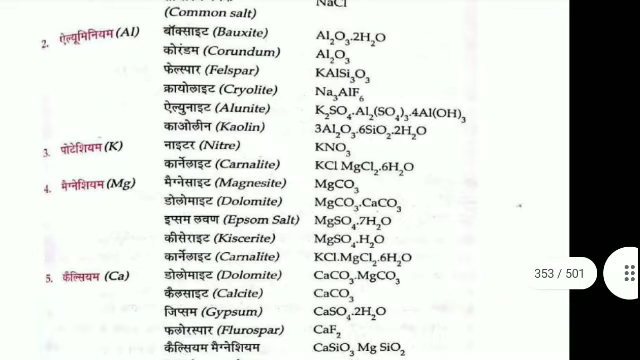 (Common salt) NaCl
2. ऐल्यूमिनियम (Al) बॉक्साइट (Bauxite) Al₂O₃.2H₂O
कोरंडम (Corundum) Al₂O₃
फेल्स्पार (Felspar) KAlSi₃O₃
क्रायोलाइट (Cryolite) Na₃AlF₆
ऐल्युनाइट (Alunite) K₂SO₄.Al₂(SO₄)₃.4Al(OH)₃
काओलीन (Kaolin) 3Al₂O₃.6SiO₂.2H₂O
3. पोटेशियम (K) नाइटर (Nitre) KNO₃
कार्नेलाइट (Carnalite) KCl MgCl₂.6H₂O
4. मैग्नेशियम (Mg) मैग्नेसाइट (Magnesite) MgCO₃
डोलोमाइट (Dolomite) MgCO₃.CaCO₃
इप्सम लवण (Epsom Salt) MgSO₄.7H₂O
कीसेराइट (Kiscerite) MgSO₄.H₂O
कार्नेलाइट (Carnalite) KCl.MgCl₂.6H₂O
5. कैल्सियम (Ca) डोलोमाइट (Dolomite) CaCO₃.MgCO₃
353 / 501
कैल्साइट (Calcite) CaCO₃
जिप्सम (Gypsum) CaSO₄.2H₂O
फ्लोरस्पार (Flurospar) CaF₂
कैल्सियम मैग्नेशियम CaSiO₃ Mg SiO₂